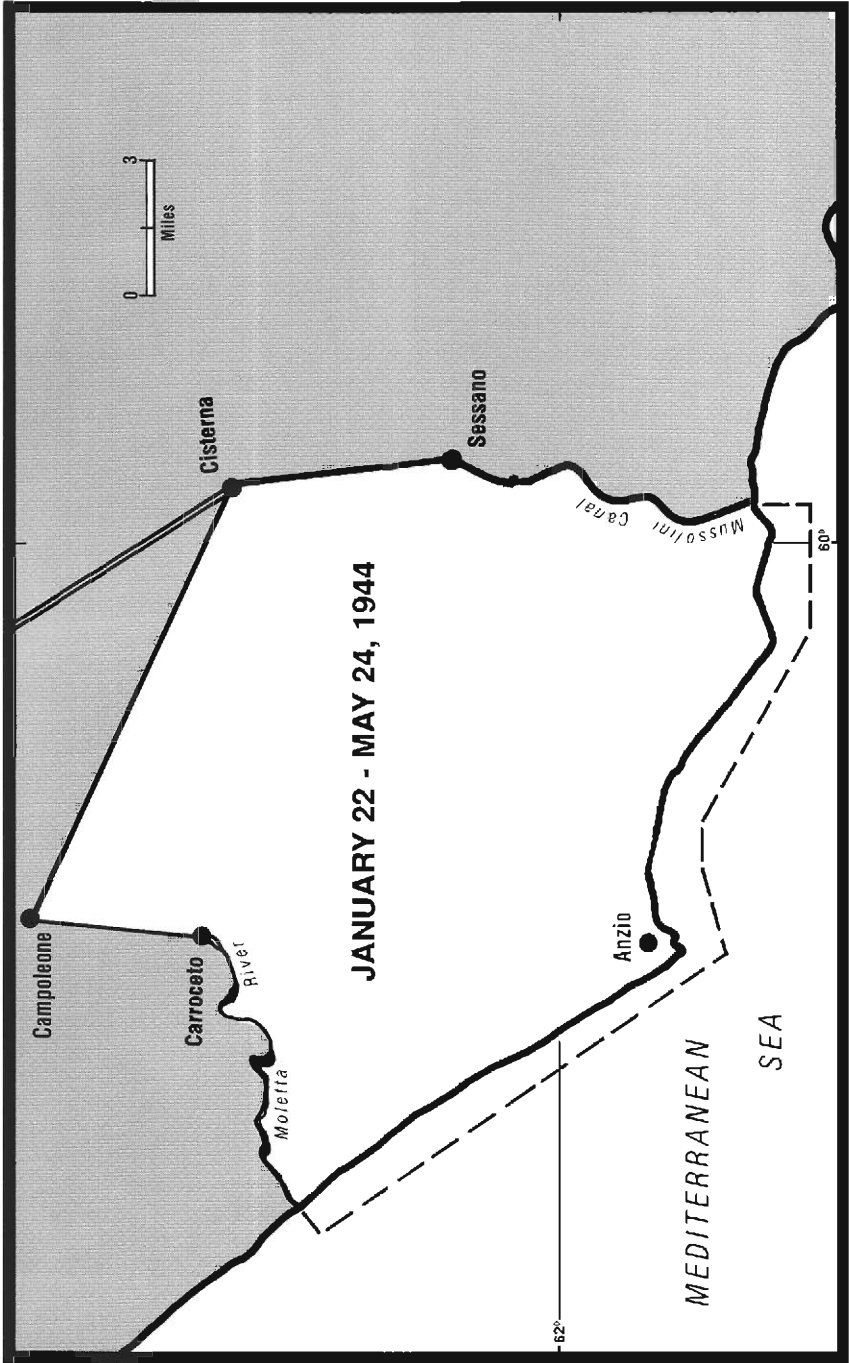 Campoleone
Cisterna
0 3
Miles
Carroceto
River
Moletta
Sessano
JANUARY 22 - MAY 24, 1944
Canal
Mussolini
Anzio
62°
60°
MEDITERRANEAN
SEA